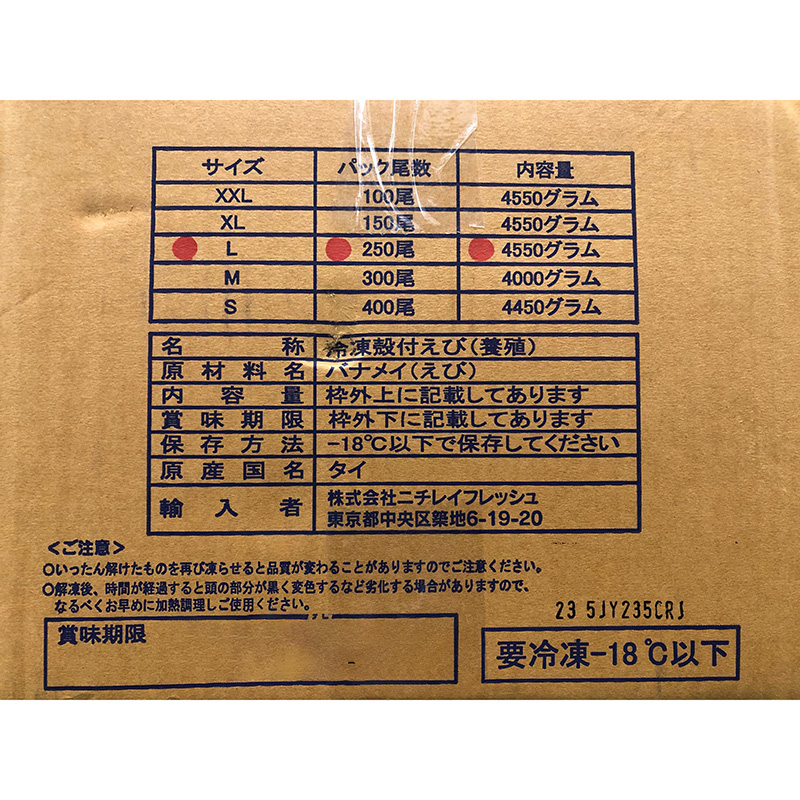 サイズ パック尾数 内容量
XXL 100尾 4550グラム
XL 150尾 4550グラム
L 250尾 4550グラム
M 300尾 4000グラム
S 400尾 4450グラム
名称 冷凍殻付えび(養殖)
原材料名 バナメイ(えび)
内容量 枠外上に記載してあります
賞味期限 枠外下に記載してあります
保存方法 -18℃以下で保存してください
原産国名 タイ
輸入者 株式会社ニチレイフレッシュ
東京都中央区築地6-19-20
<ご注意>
○いったん解けたものを再び凍らせると品質が変わることがありますのでご注意ください。
○解凍後、時間が経過すると頭の部分が黒く変色するなど劣化する場合がありますので、
なるべくお早めに加熱調理しご使用ください。
23 5JY235CRJ
賞味期限
要冷凍-18℃以下